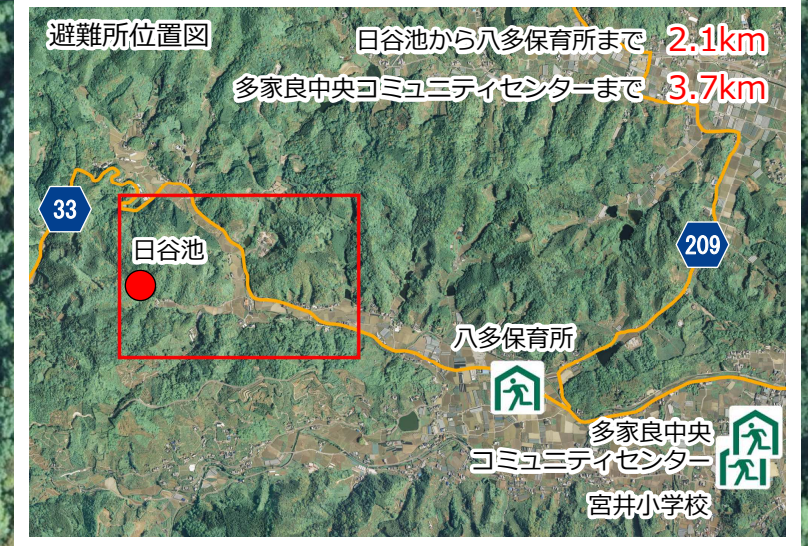 避難所位置図
日谷池から八多保育所まで 2.1km
多家良中央コミュニティセンターまで 3.7km
33
日谷池
209
八多保育所
多家良中央
コミュニティセンター
宮井小学校